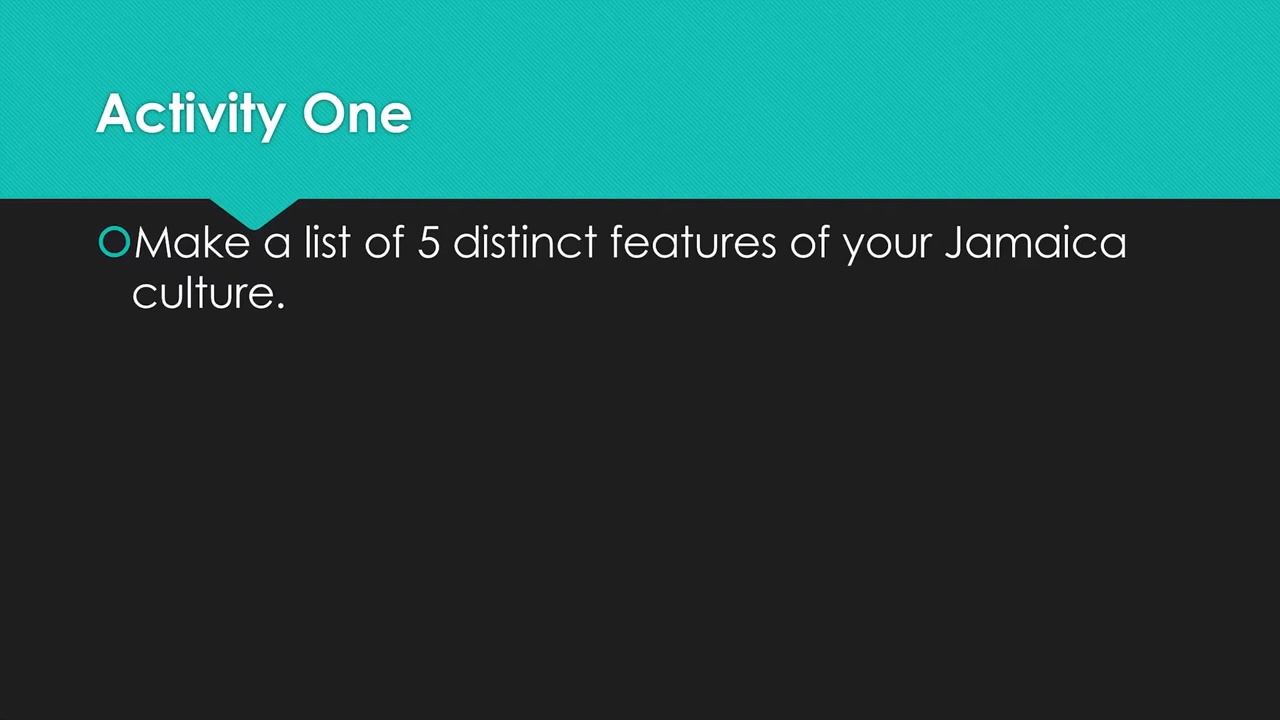 Activity One
Make a list of 5 distinct features of your Jamaica
culture.